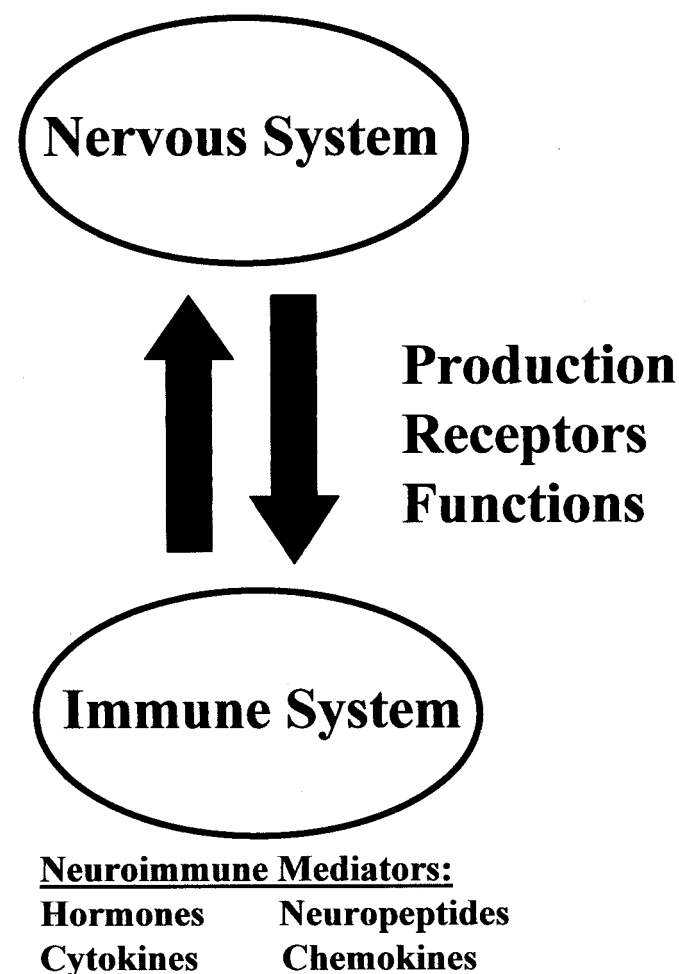 Nervous System
Production
Receptors
Functions
Immune System
Neuroimmune Mediators:
Hormones Neuropeptides
Cytokines Chemokines